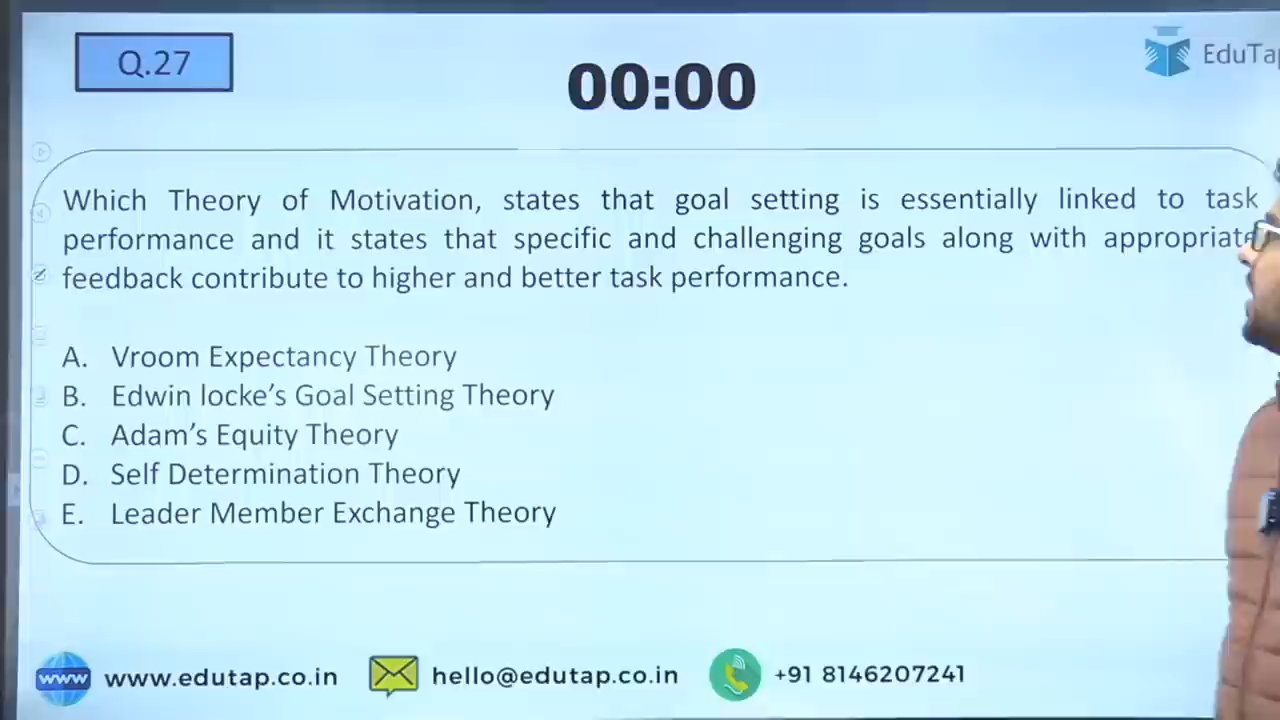 Q.27
00:00
EduTap
Which Theory of Motivation, states that goal setting is essentially linked to task
performance and it states that specific and challenging goals along with appropriate
feedback contribute to higher and better task performance.
A. Vroom Expectancy Theory
B. Edwin locke's Goal Setting Theory
C. Adam's Equity Theory
D. Self Determination Theory
E. Leader Member Exchange Theory
www www.edutap.co.in hello@edutap.co.in +91 8146207241